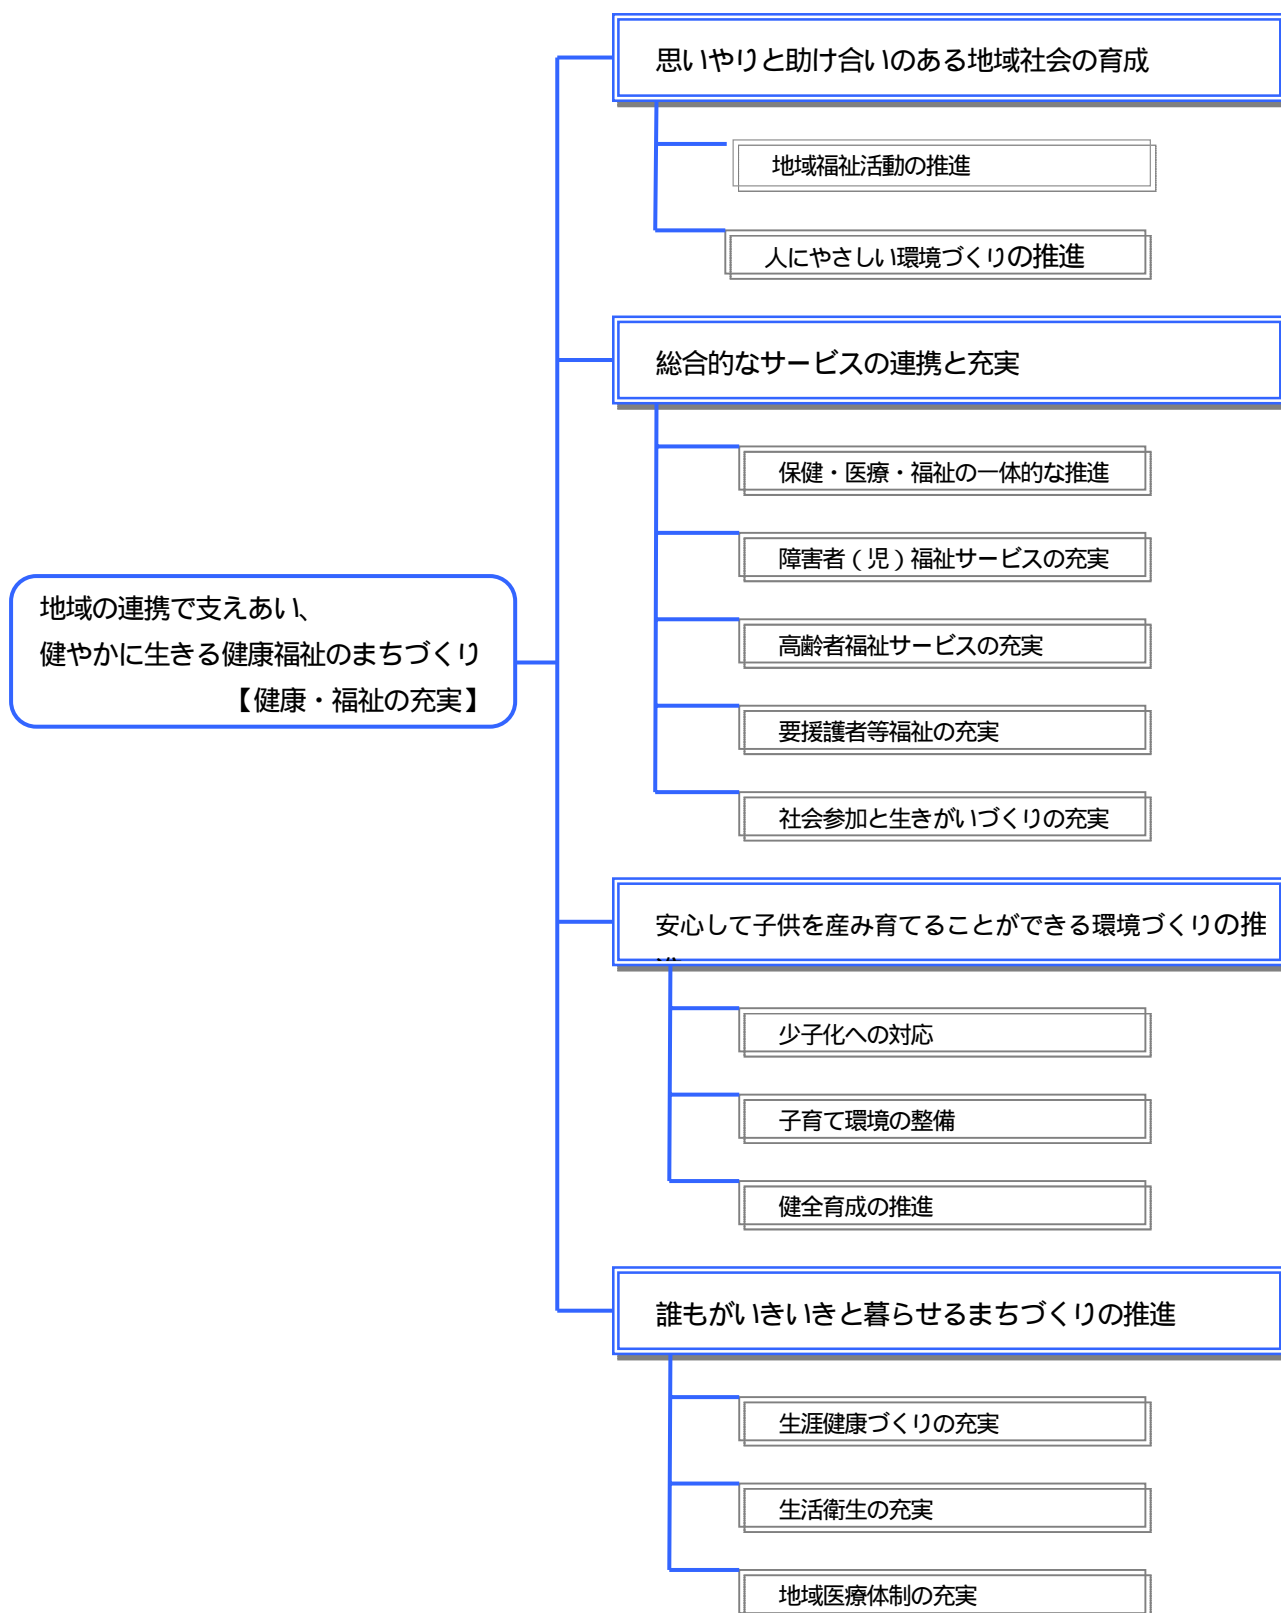 地域の連携で支えあい、
健やかに生きる健康福祉のまちづくり
【健康・福祉の充実】
思いやりと助け合いのある地域社会の育成
地域福祉活動の推進
人にやさしい環境づくりの推進
総合的なサービスの連携と充実
保健・医療・福祉の一体的な推進
障害者（児）福祉サービスの充実
高齢者福祉サービスの充実
要援護者等福祉の充実
社会参加と生きがいづくりの充実
安心して子供を産み育てることができる環境づくりの推
少子化への対応
子育て環境の整備
健全育成の推進
誰もがいきいきと暮らせるまちづくりの推進
生涯健康づくりの充実
生活衛生の充実
地域医療体制の充実